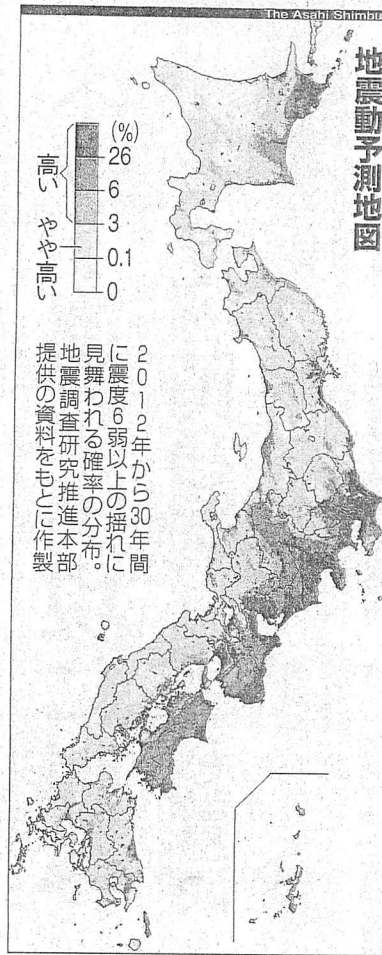 The Asahi Shimbu
地震動予測地図
(%)
26
6
3
0.1
0
高い
やや高い
2012年から30年間
に震度6弱以上の揺れに
見舞われる確率の分布。
地震調査研究推進本部
提供の資料をもとに作製